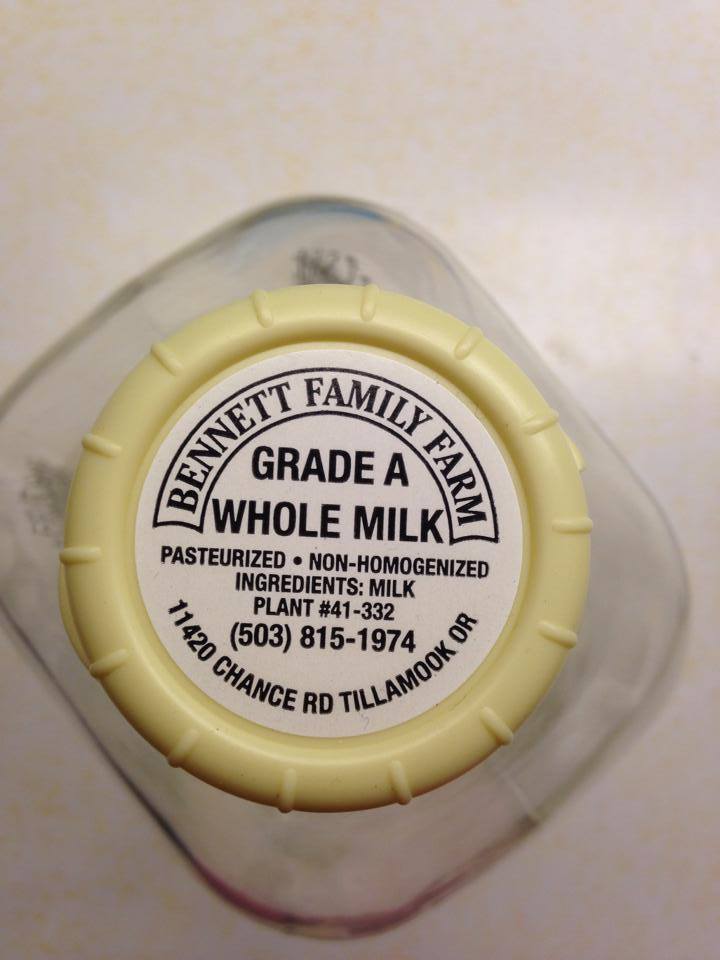 BENNETT FAMILY FARM
GRADE A
WHOLE MILK
PASTEURIZED • NON-HOMOGENIZED
INGREDIENTS: MILK
PLANT #41-332
(503) 815-1974
11420 CHANCE RD TILLAMOOK OR